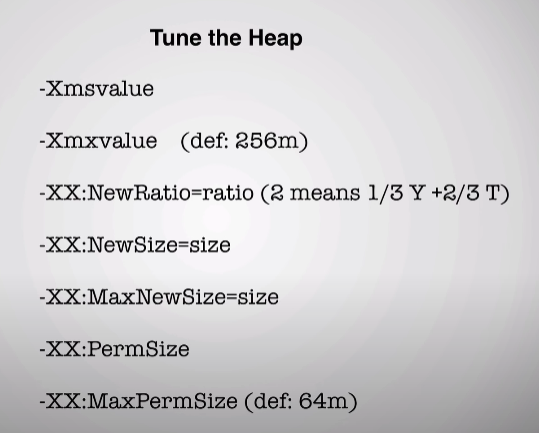 Tune the Heap
-Xmsvalue
-Xmxvalue (def: 256m)
-XX:NewRatio=ratio (2 means 1/3 Y +2/3 T)
-XX:NewSize=size
-XX:MaxNewSize=size
-XX:PermSize
-XX:MaxPermSize (def: 64m)